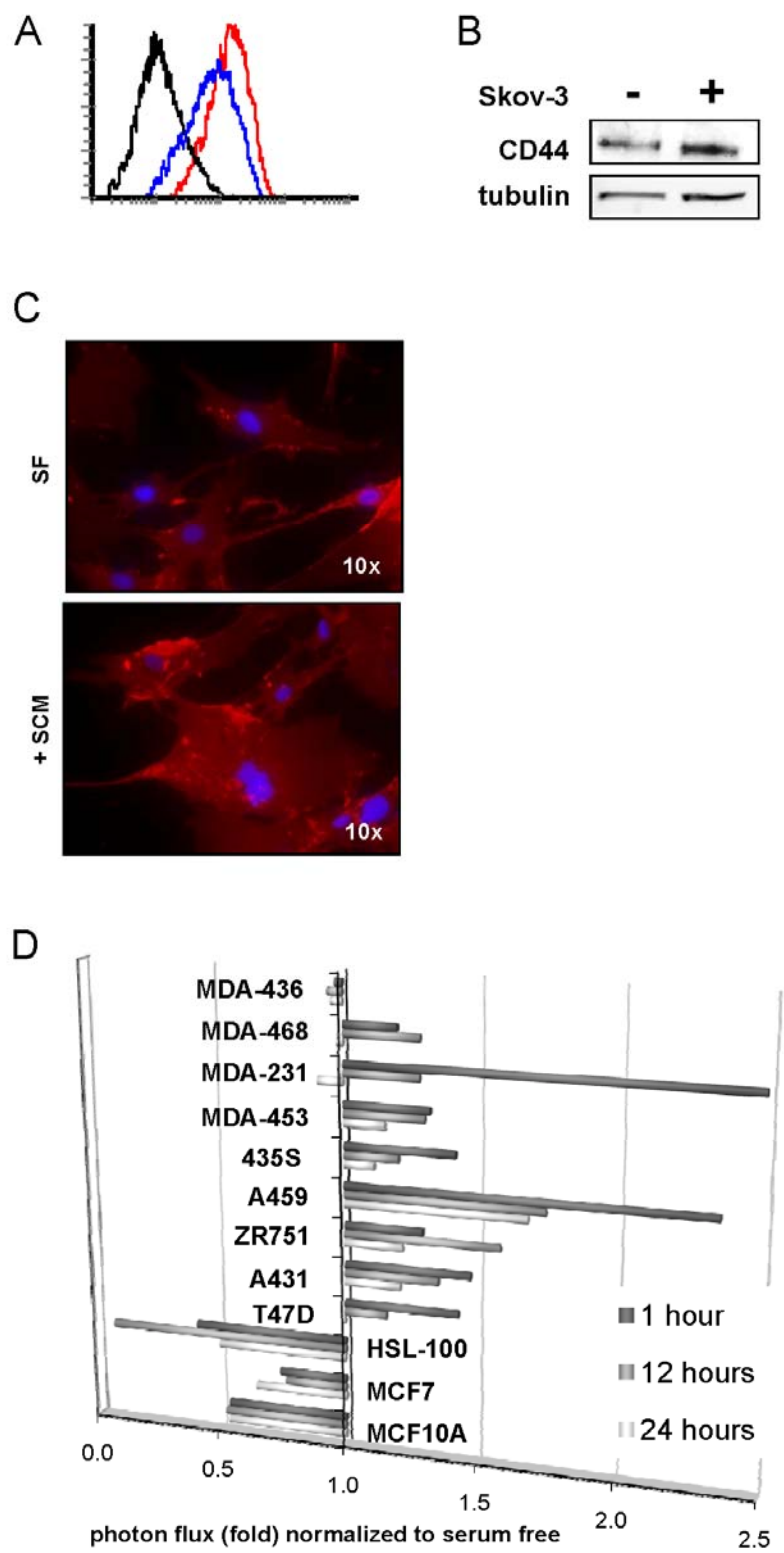 A
B
Skov-3 - +
CD44
tubulin
C
SF
10x
+ SCM
10x
D
MDA-436
MDA-468
MDA-231
MDA-453
435S
A459
ZR751
A431
T47D
HSL-100
MCF7
MCF10A
1 hour
12 hours
24 hours
0.0 0.5 1.0 1.5 2.0 2.5
photon flux (fold) normalized to serum free